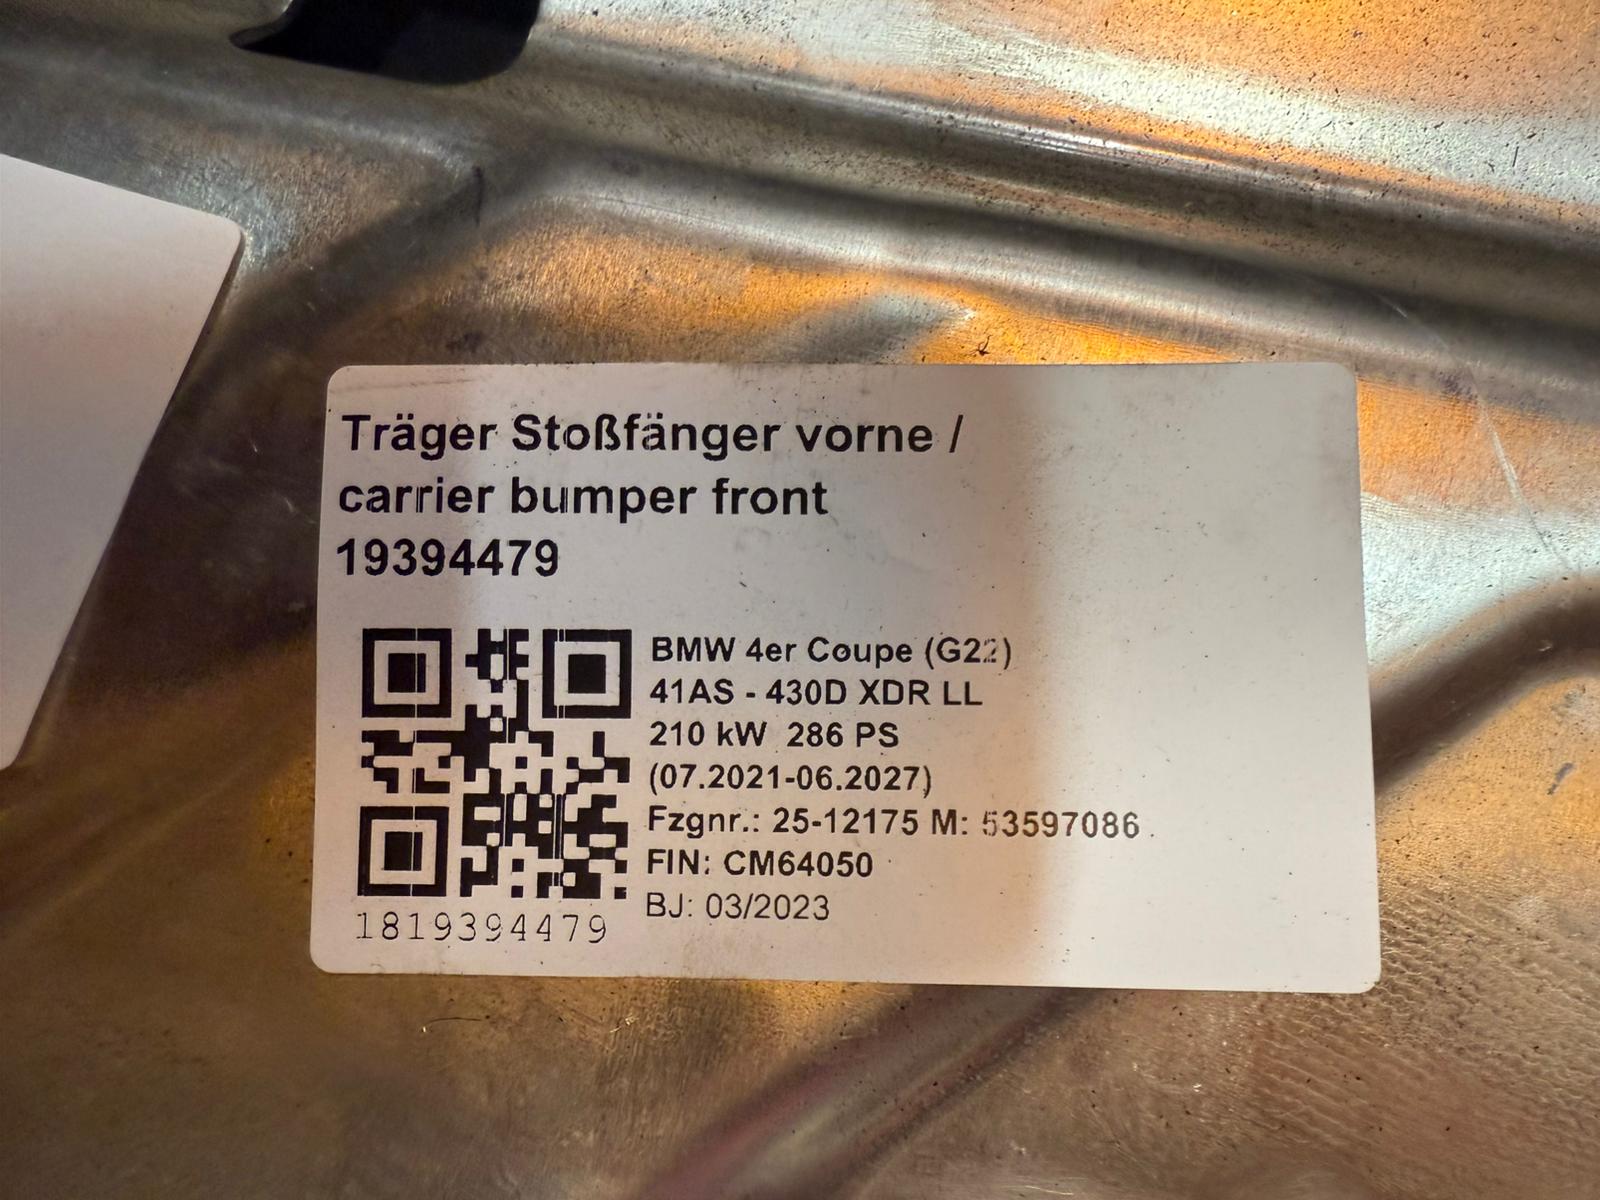 Träger Stoßfänger vorne /
carrier bumper front
19394479
BMW 4er Coupe (G22)
41AS - 430D XDR LL
210 kW 286 PS
(07.2021-06.2027)
Fzgnr.: 25-12175 M: 53597086
FIN: CM64050
BJ: 03/2023
1819394479